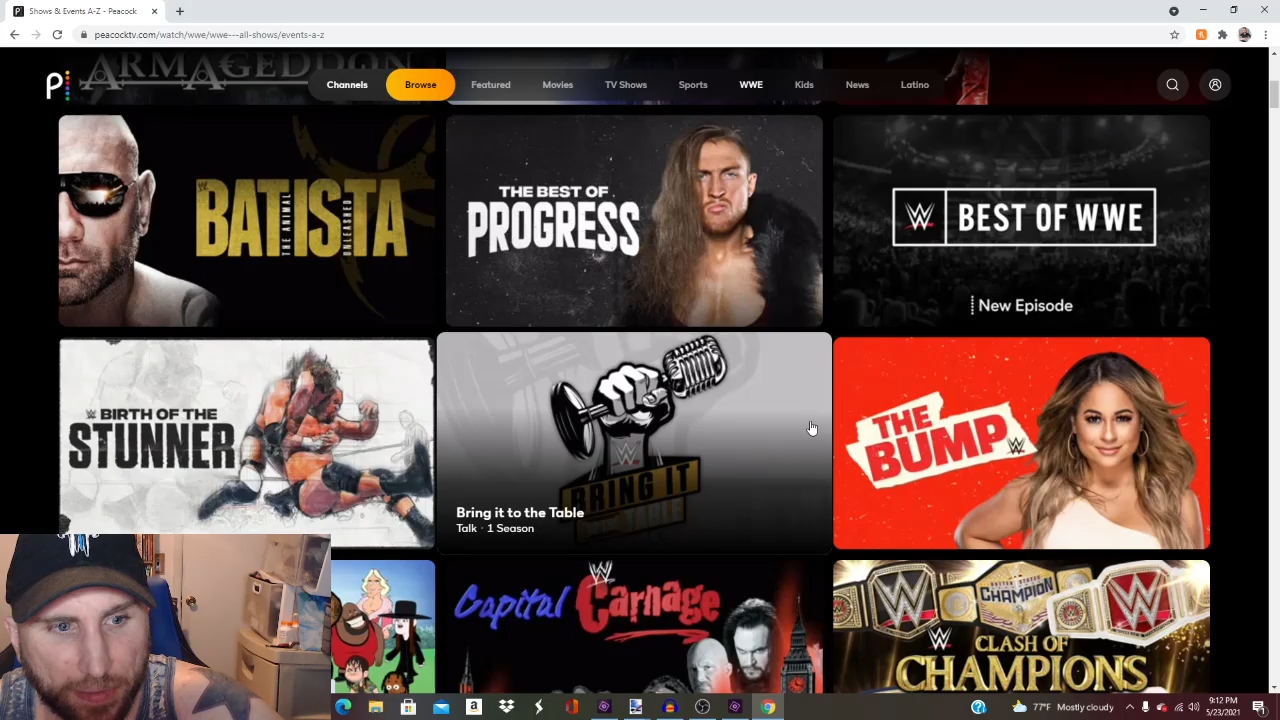 Shows & Events A-Z - Peacock
peacocktv.com/watch/wwe/wwe---all-shows/events-a-z
ARMAGEDDON
Channels
Browse
Featured
Movies
TV Shows
Sports
WWE
Kids
News
Latino
BATISTA
THE ANIMAL
UNLEASHED
THE BEST OF
PROGRESS
BEST OF WWE
New Episode
BIRTH OF THE
STUNNER
BRING IT
Bring it to the Table
Talk · 1 Season
THE
BUMP
Capital Carnage
CHAMPION
CLASH OF
CHAMPIONS
77°F Mostly cloudy
9:12 PM
5/23/2021